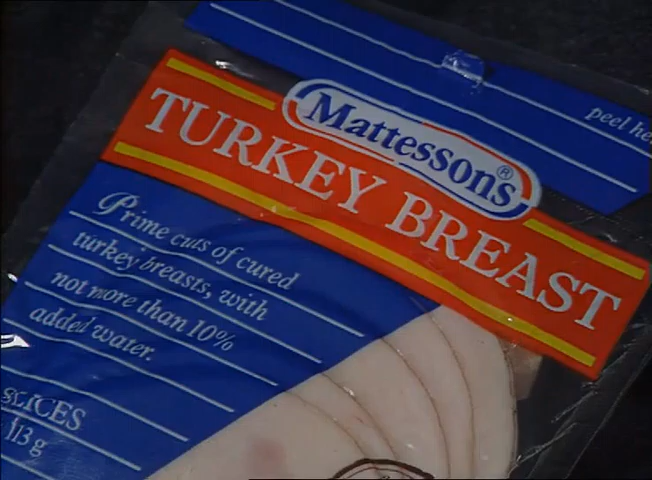 peel he
Mattessons®
TURKEY BREAST
Prime cuts of cured
turkey breasts, with
not more than 10%
added water.
SLICES
113g